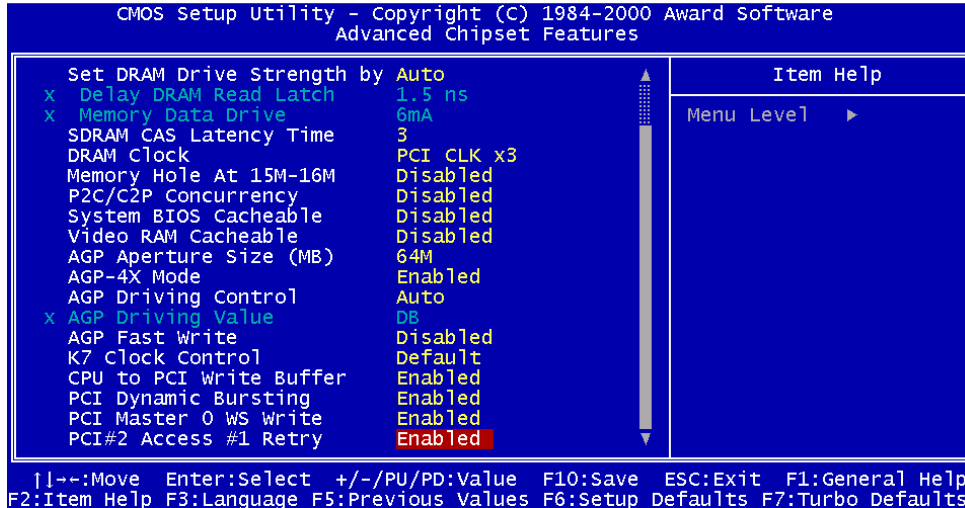 CMOS Setup Utility - Copyright (C) 1984-2000 Award Software
Advanced Chipset Features
Set DRAM Drive Strength by Auto
x Delay DRAM Read Latch 1.5 ns
x Memory Data Drive 6mA
SDRAM CAS Latency Time 3
DRAM Clock PCI CLK x3
Memory Hole At 15M-16M Disabled
P2C/C2P Concurrency Disabled
System BIOS Cacheable Disabled
Video RAM Cacheable Disabled
AGP Aperture Size (MB) 64M
AGP-4X Mode Enabled
AGP Driving Control Auto
x AGP Driving Value DB
AGP Fast Write Disabled
K7 Clock Control Default
CPU to PCI Write Buffer Enabled
PCI Dynamic Bursting Enabled
PCI Master 0 WS Write Enabled
PCI#2 Access #1 Retry Enabled
Item Help
Menu Level ▶
↑↓→←:Move Enter:Select +/-/PU/PD:Value F10:Save ESC:Exit F1:General Help
F2:Item Help F3:Language F5:Previous Values F6:Setup Defaults F7:Turbo Defaults